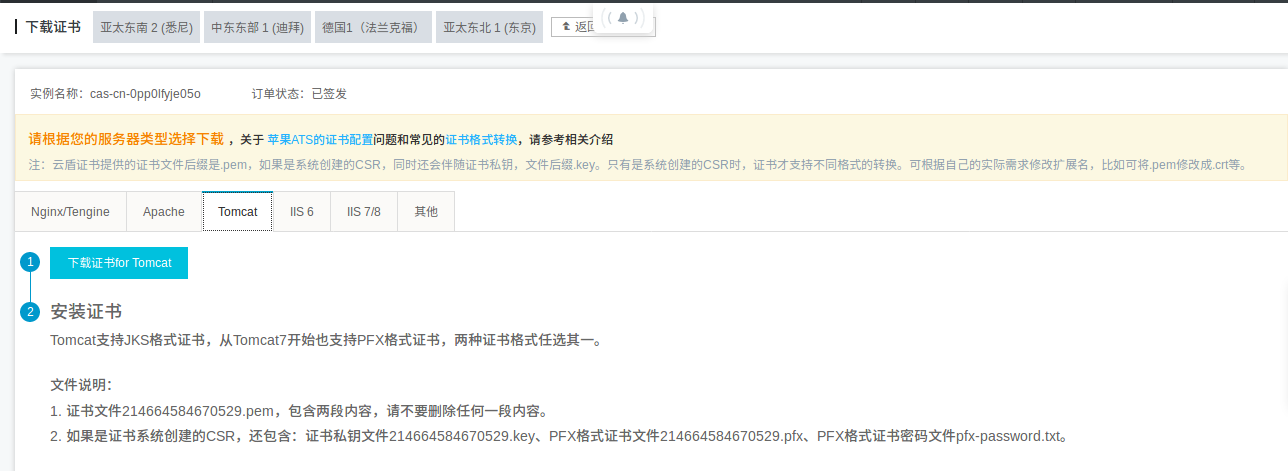 下载证书 亚太东南 2 (悉尼) 中东东部 1 (迪拜) 德国1（法兰克福） 亚太东北 1 (东京) 返回
实例名称：cas-cn-0pp0lfyje05o 订单状态：已签发
请根据您的服务器类型选择下载 ，关于 苹果ATS的证书配置问题和常见的证书格式转换，请参考相关介绍
注：云盾证书提供的证书文件后缀是.pem，如果是系统创建的CSR，同时还会伴随证书私钥，文件后缀.key。只有是系统创建的CSR时，证书才支持不同格式的转换。可根据自己的实际需求修改扩展名，比如可将.pem修改成.crt等。
Nginx/Tengine Apache Tomcat IIS 6 IIS 7/8 其他
1 下载证书for Tomcat
2 安装证书
Tomcat支持JKS格式证书，从Tomcat7开始也支持PFX格式证书，两种证书格式任选其一。
文件说明：
1. 证书文件214664584670529.pem，包含两段内容，请不要删除任何一段内容。
2. 如果是证书系统创建的CSR，还包含：证书私钥文件214664584670529.key、PFX格式证书文件214664584670529.pfx、PFX格式证书密码文件pfx-password.txt。